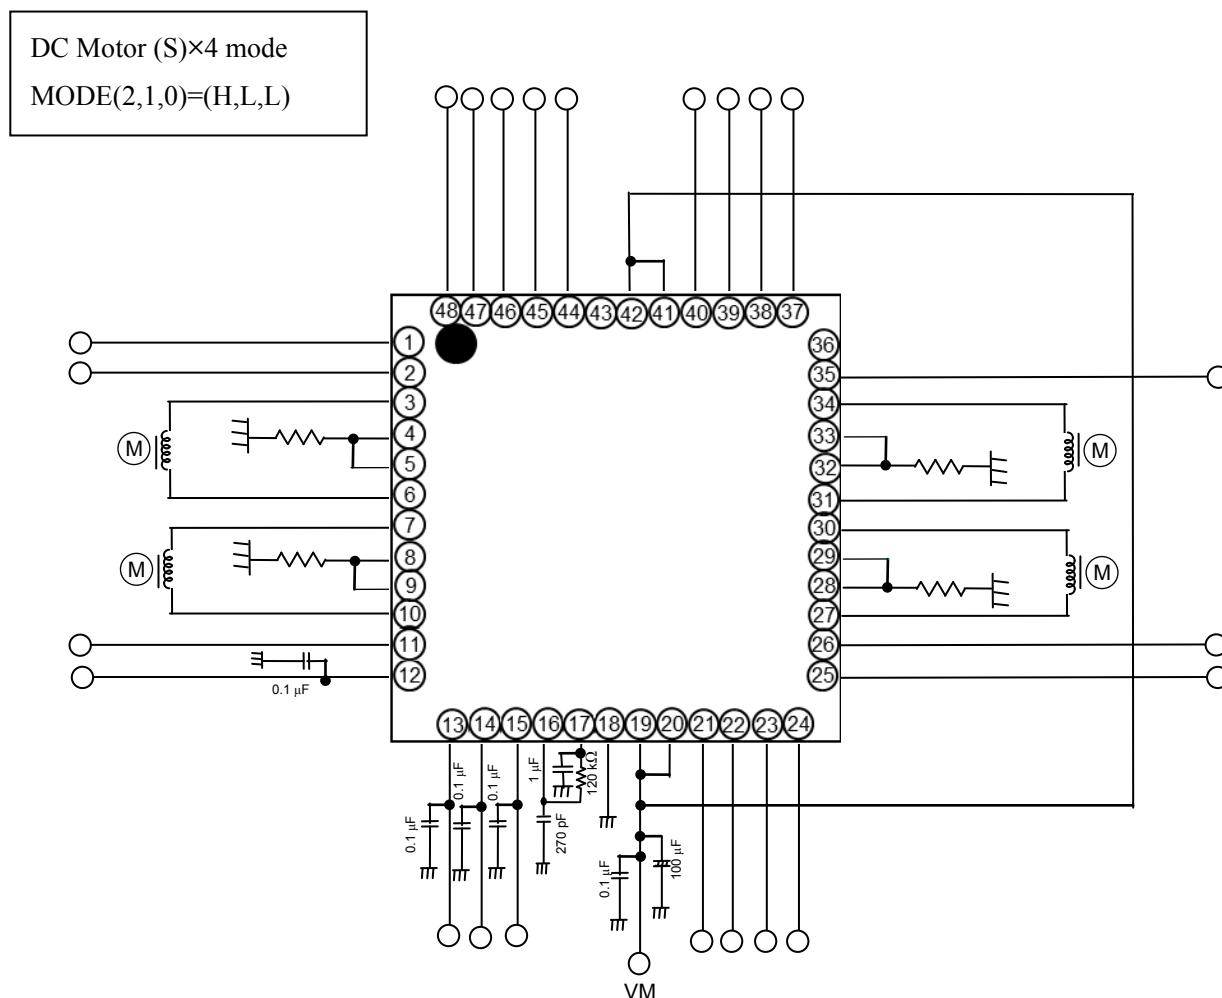 DC Motor (S)×4 mode
MODE(2,1,0)=(H,L,L)
48 47 46 45 44 43 42 41 40 39 38 37
1
2
3
4
5
6
7
8
9
10
11
12
36
35
34
33
32
31
30
29
28
27
26
25
M
M
M
M
0.1 μF
13 14 15 16 17 18 19 20 21 22 23 24
0.1 μF
0.1 μF
0.1 μF
270 pF
1 μF
120 kΩ
0.1 μF
100 μF
VM